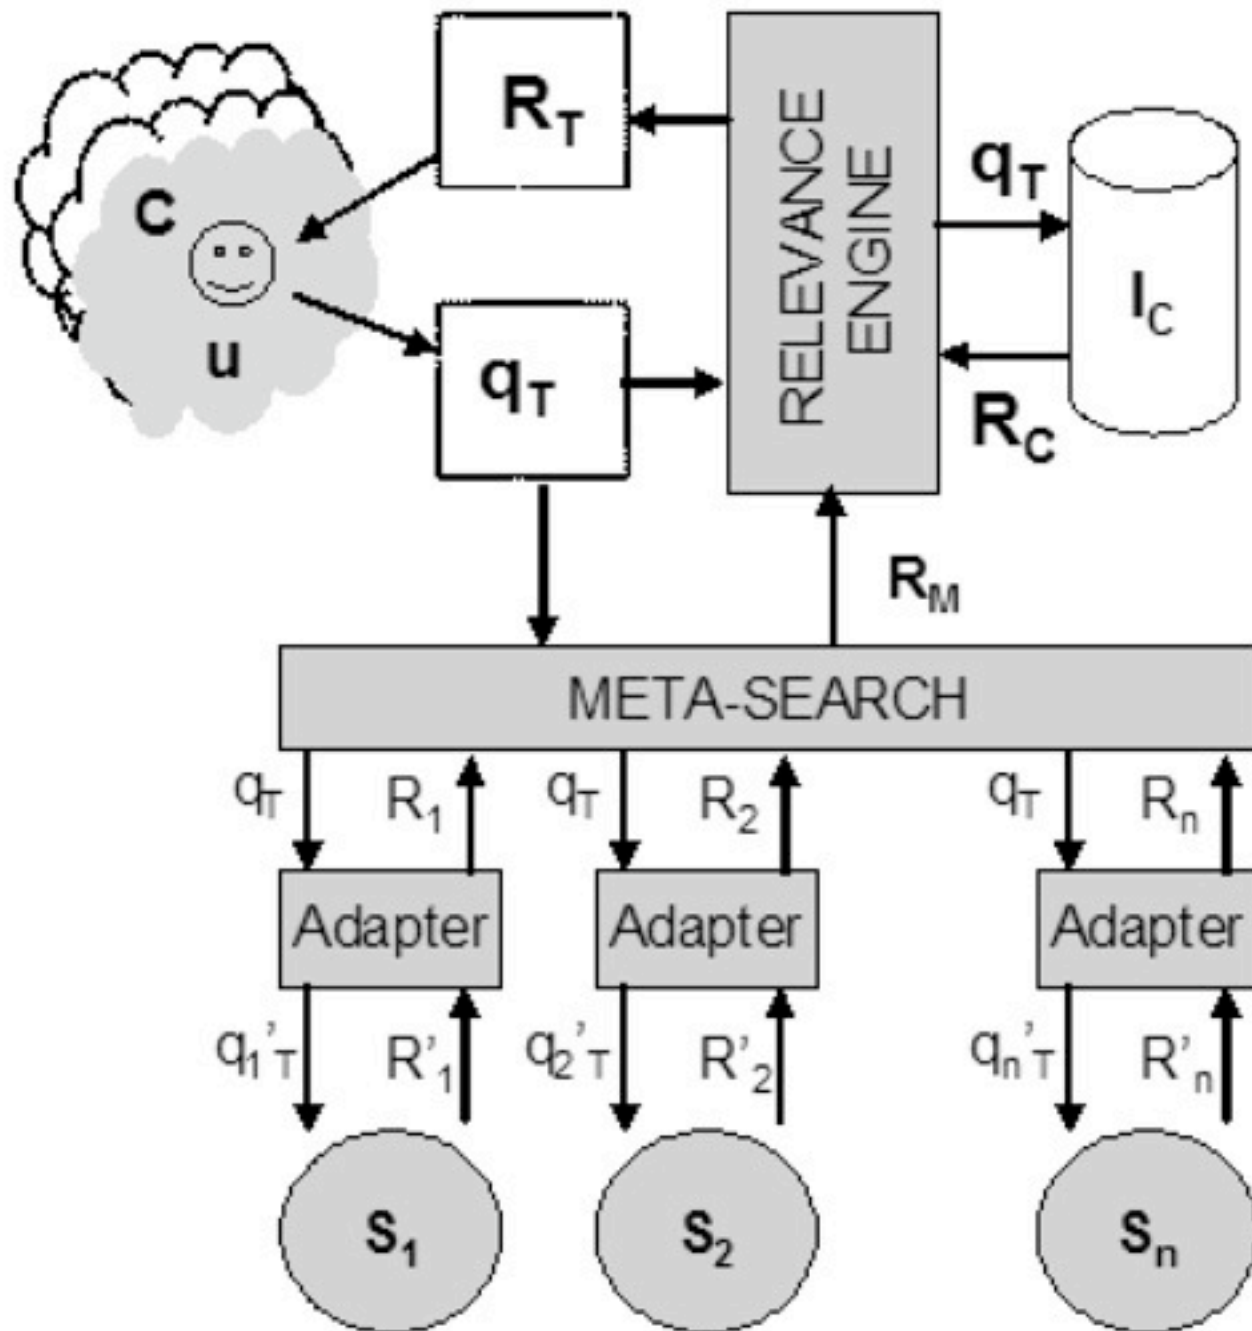 R_T
C
u
q_T
RELEVANCE
ENGINE
q_T
I_C
R_C
R_M
META-SEARCH
q_T R_1 q_T R_2 q_T R_n
Adapter Adapter Adapter
q_1'_T R'_1 q_2'_T R'_2 q_n'_T R'_n
S_1 S_2 S_n